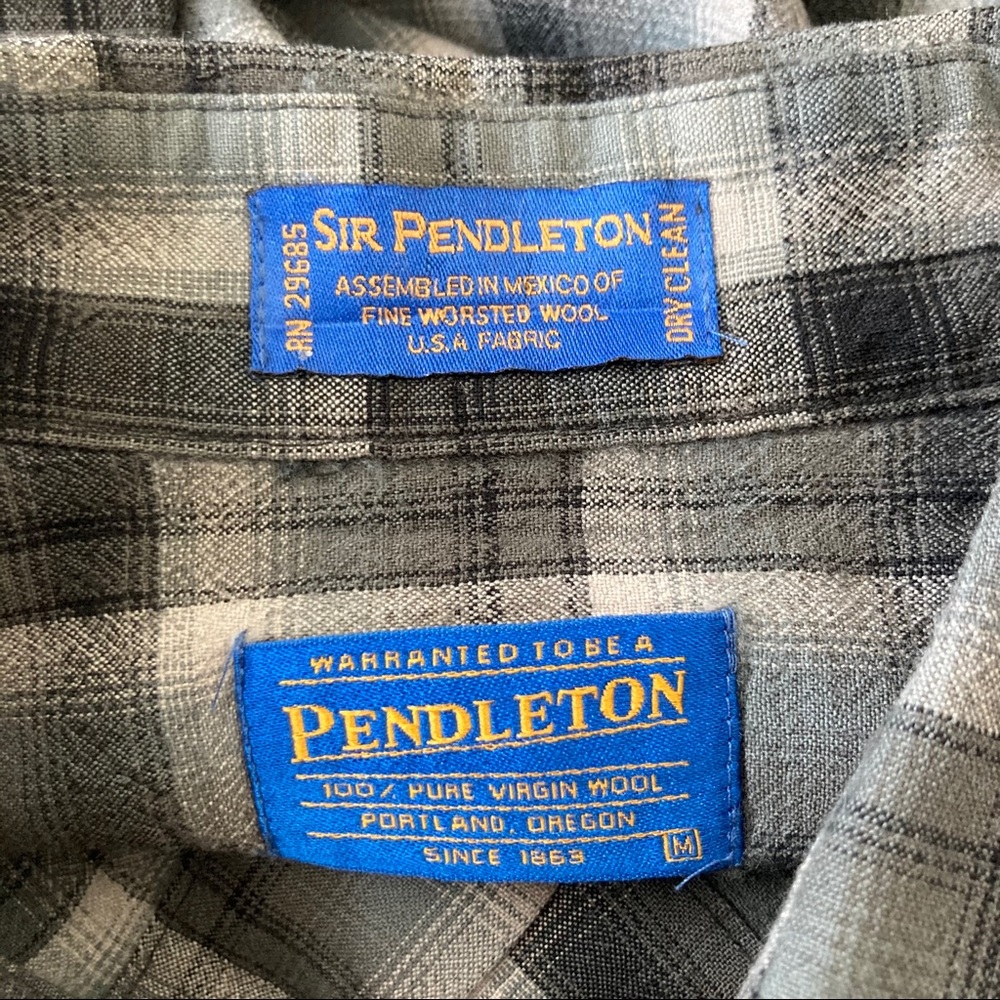 SIR PENDLETON
RN 29685
ASSEMBLED IN MEXICO OF
FINE WORSTED WOOL
U.S.A FABRIC
DRY CLEAN
WARRANTED TO BE A
PENDLETON
100% PURE VIRGIN WOOL
PORTLAND, OREGON
SINCE 1863
M